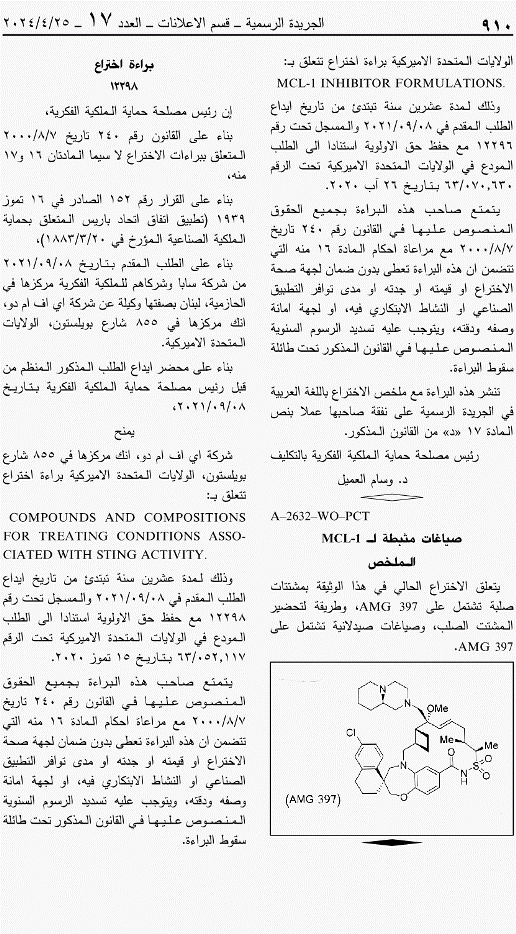 ٩١٠
الجريدة الرسمية – قسم الاعلانات – العدد ١٧ – ٢٠٢٤/٤/٢٥
الولايات المتحدة الاميركية براءة اختراع تتعلق بـ:
MCL-1 INHIBITOR FORMULATIONS.
وذلك لمدة عشرين سنة تبتدئ من تاريخ ايداع
الطلب المقدم في ٢٠٢١/٠٩/٠٨ والمسجل تحت رقم
١٢٢٩٦ مع حفظ حق الاولوية استنادا الى الطلب
المودع في الولايات المتحدة الاميركية تحت الرقم
٦٣/٠٧٠,٦٣٠ بتاريخ ٢٦ آب ٢٠٢٠.
يتمتع صاحب هذه البراءة بجميع الحقوق
المنصوص عليها في القانون رقم ٢٤٠ تاريخ
٢٠٠٠/٨/٧ مع مراعاة احكام المادة ١٦ منه التي
تتضمن ان هذه البراءة تعطى بدون ضمان لجهة صحة
الاختراع او قيمته او جدته او مدى توافر التطبيق
الصناعي او النشاط الابتكاري فيه، او لجهة امانة
وصفه ودقته، ويتوجب عليه تسديد الرسوم السنوية
المنصوص عليها في القانون المذكور تحت طائلة
سقوط البراءة.
تنشر هذه البراءة مع ملخص الاختراع باللغة العربية
في الجريدة الرسمية على نفقة صاحبها عملا بنص
المادة ١٧ «د» من القانون المذكور.
رئيس مصلحة حماية الملكية الفكرية بالتكليف
د. وسام العميل
A–2632–WO–PCT
صياغات مثبطة لـ MCL-1
الملخص
يتعلق الاختراع الحالي في هذا الوثيقة بمشتتات
صلبة تشتمل على AMG 397، وطريقة لتحضير
المشتت الصلب، وصياغات صيدلانية تشتمل على
AMG 397.
N
N
OMe
Cl
Me
Me
N
O
O
S
O
N
H
O
(AMG 397)
براءة اختراع
١٢٢٩٨
إن رئيس مصلحة حماية الملكية الفكرية،
بناء على القانون رقم ٢٤٠ تاريخ ٢٠٠٠/٨/٧
المتعلق ببراءات الاختراع لا سيما المادتان ١٦ و١٧
منه،
بناء على القرار رقم ١٥٢ الصادر في ١٦ تموز
١٩٣٩ (تطبيق اتفاق اتحاد باريس المتعلق بحماية
الملكية الصناعية المؤرخ في ١٨٨٣/٣/٢٠)،
بناء على الطلب المقدم بتاريخ ٢٠٢١/٠٩/٠٨
من شركة سابا وشركاهم للملكية الفكرية مركزها في
الحازمية، لبنان بصفتها وكيلة عن شركة اي اف ام دو،
انك مركزها في ٨٥٥ شارع بويلستون، الولايات
المتحدة الاميركية.
بناء على محضر ايداع الطلب المذكور المنظم من
قبل رئيس مصلحة حماية الملكية الفكرية بتاريخ
٢٠٢١/٠٩/٠٨،
يمنح
شركة اي اف ام دو، انك مركزها في ٨٥٥ شارع
بويلستون، الولايات المتحدة الاميركية براءة اختراع
تتعلق بـ:
COMPOUNDS AND COMPOSITIONS
FOR TREATING CONDITIONS ASSO-
CIATED WITH STING ACTIVITY.
وذلك لمدة عشرين سنة تبتدئ من تاريخ ايداع
الطلب المقدم في ٢٠٢١/٠٩/٠٨ والمسجل تحت رقم
١٢٢٩٨ مع حفظ حق الاولوية استنادا الى الطلب
المودع في الولايات المتحدة الاميركية تحت الرقم
٦٣/٠٥٢,١١٧ بتاريخ ١٥ تموز ٢٠٢٠.
يتمتع صاحب هذه البراءة بجميع الحقوق
المنصوص عليها في القانون رقم ٢٤٠ تاريخ
٢٠٠٠/٨/٧ مع مراعاة احكام المادة ١٦ منه التي
تتضمن ان هذه البراءة تعطى بدون ضمان لجهة صحة
الاختراع او قيمته او جدته او مدى توافر التطبيق
الصناعي او النشاط الابتكاري فيه، او لجهة امانة
وصفه ودقته، ويتوجب عليه تسديد الرسوم السنوية
المنصوص عليها في القانون المذكور تحت طائلة
سقوط البراءة.